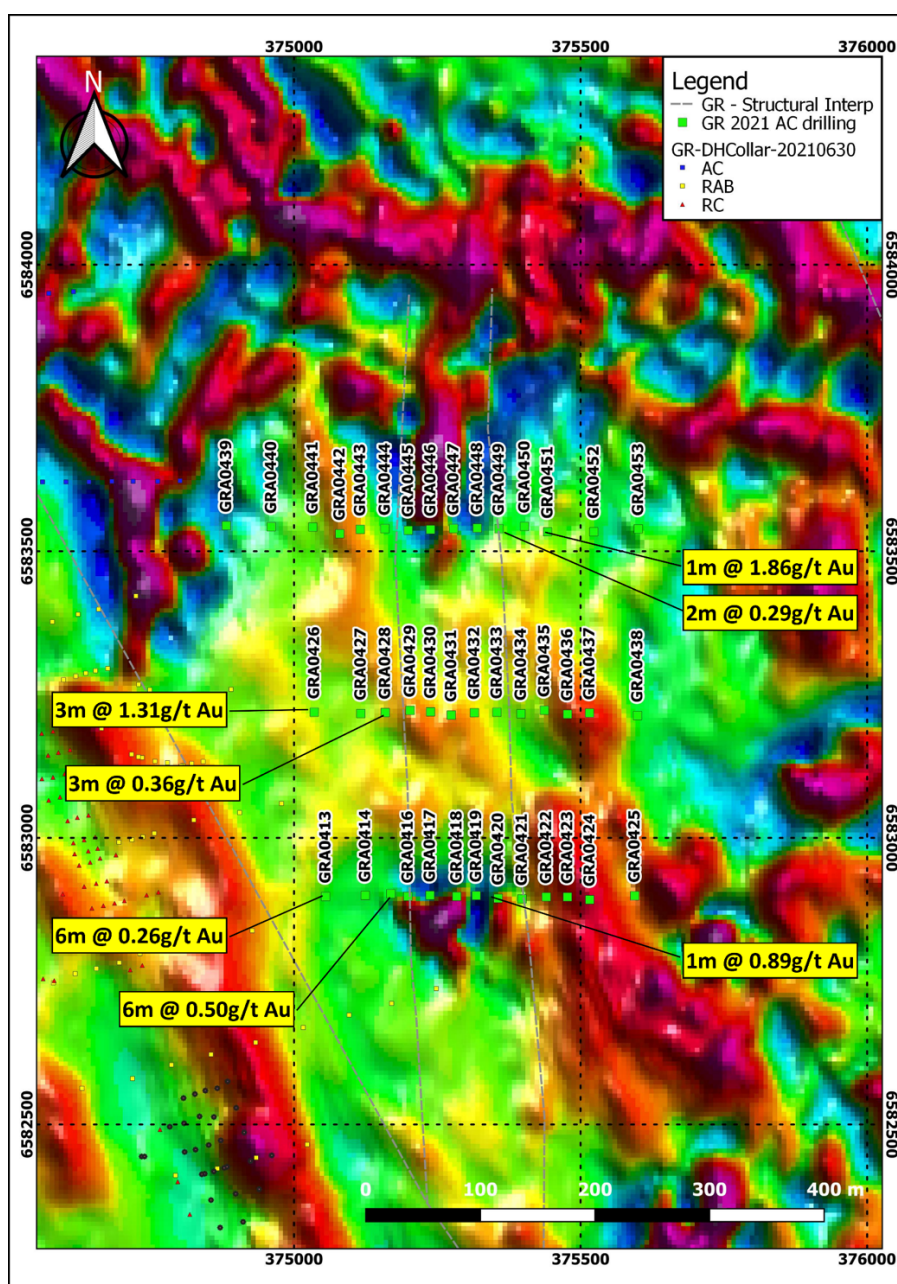 375000
375500
376000
N
Legend
GR - Structural Interp
GR 2021 AC drilling
GR-DHCollar-20210630
AC
RAB
RC
6584000
6584000
GRA0439
GRA0440
GRA0441
GRA0442
GRA0443
GRA0444
GRA0445
GRA0446
GRA0447
GRA0448
GRA0449
GRA0450
GRA0451
GRA0452
GRA0453
6583500
6583500
1m @ 1.86g/t Au
2m @ 0.29g/t Au
GRA0426
GRA0427
GRA0428
GRA0429
GRA0430
GRA0431
GRA0432
GRA0433
GRA0434
GRA0435
GRA0436
GRA0437
GRA0438
3m @ 1.31g/t Au
3m @ 0.36g/t Au
6583000
6583000
GRA0413
GRA0414
GRA0416
GRA0417
GRA0418
GRA0419
GRA0420
GRA0421
GRA0422
GRA0423
GRA0424
GRA0425
6m @ 0.26g/t Au
1m @ 0.89g/t Au
6m @ 0.50g/t Au
6582500
6582500
0 100 200 300 400 m
375000
375500
376000